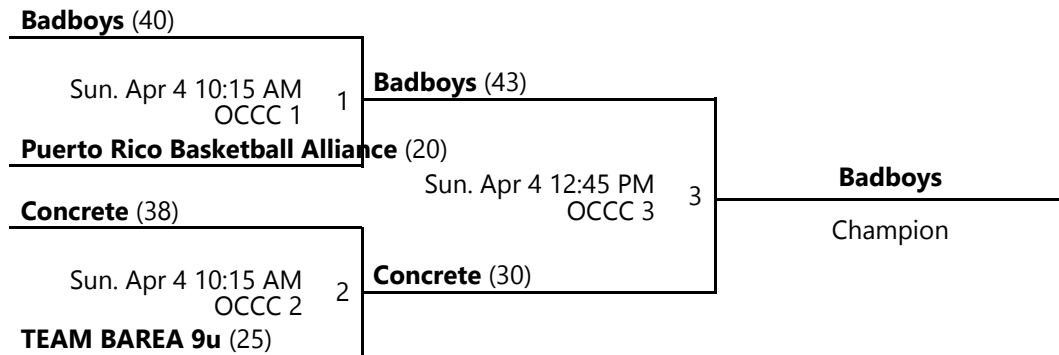 Badboys (40)
Sun. Apr 4 10:15 AM
OCCC 1
1
Badboys (43)
Puerto Rico Basketball Alliance (20)
Sun. Apr 4 12:45 PM
OCCC 3
3
Badboys
Champion
Concrete (38)
Sun. Apr 4 10:15 AM
OCCC 2
2
Concrete (30)
TEAM BAREA 9u (25)